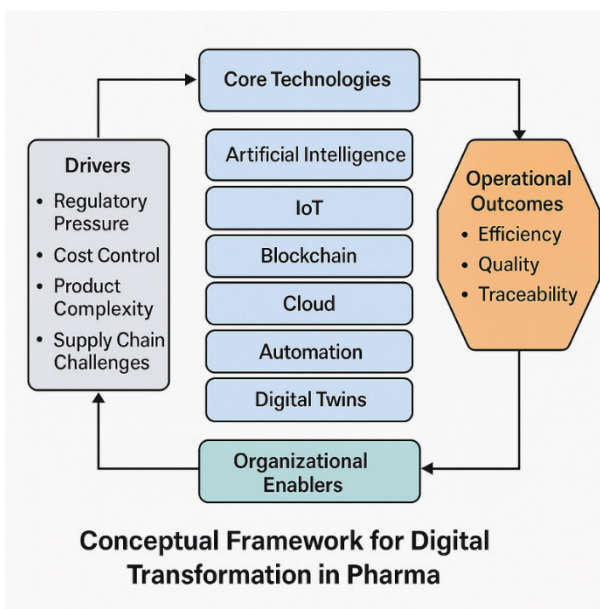 Core Technologies
Drivers
• Regulatory
Pressure
• Cost Control
• Product
Complexity
• Supply Chain
Challenges
Artificial Intelligence
IoT
Blockchain
Cloud
Automation
Digital Twins
Operational
Outcomes
• Efficiency
• Quality
• Traceability
Organizational
Enablers
Conceptual Framework for Digital
Transformation in Pharma